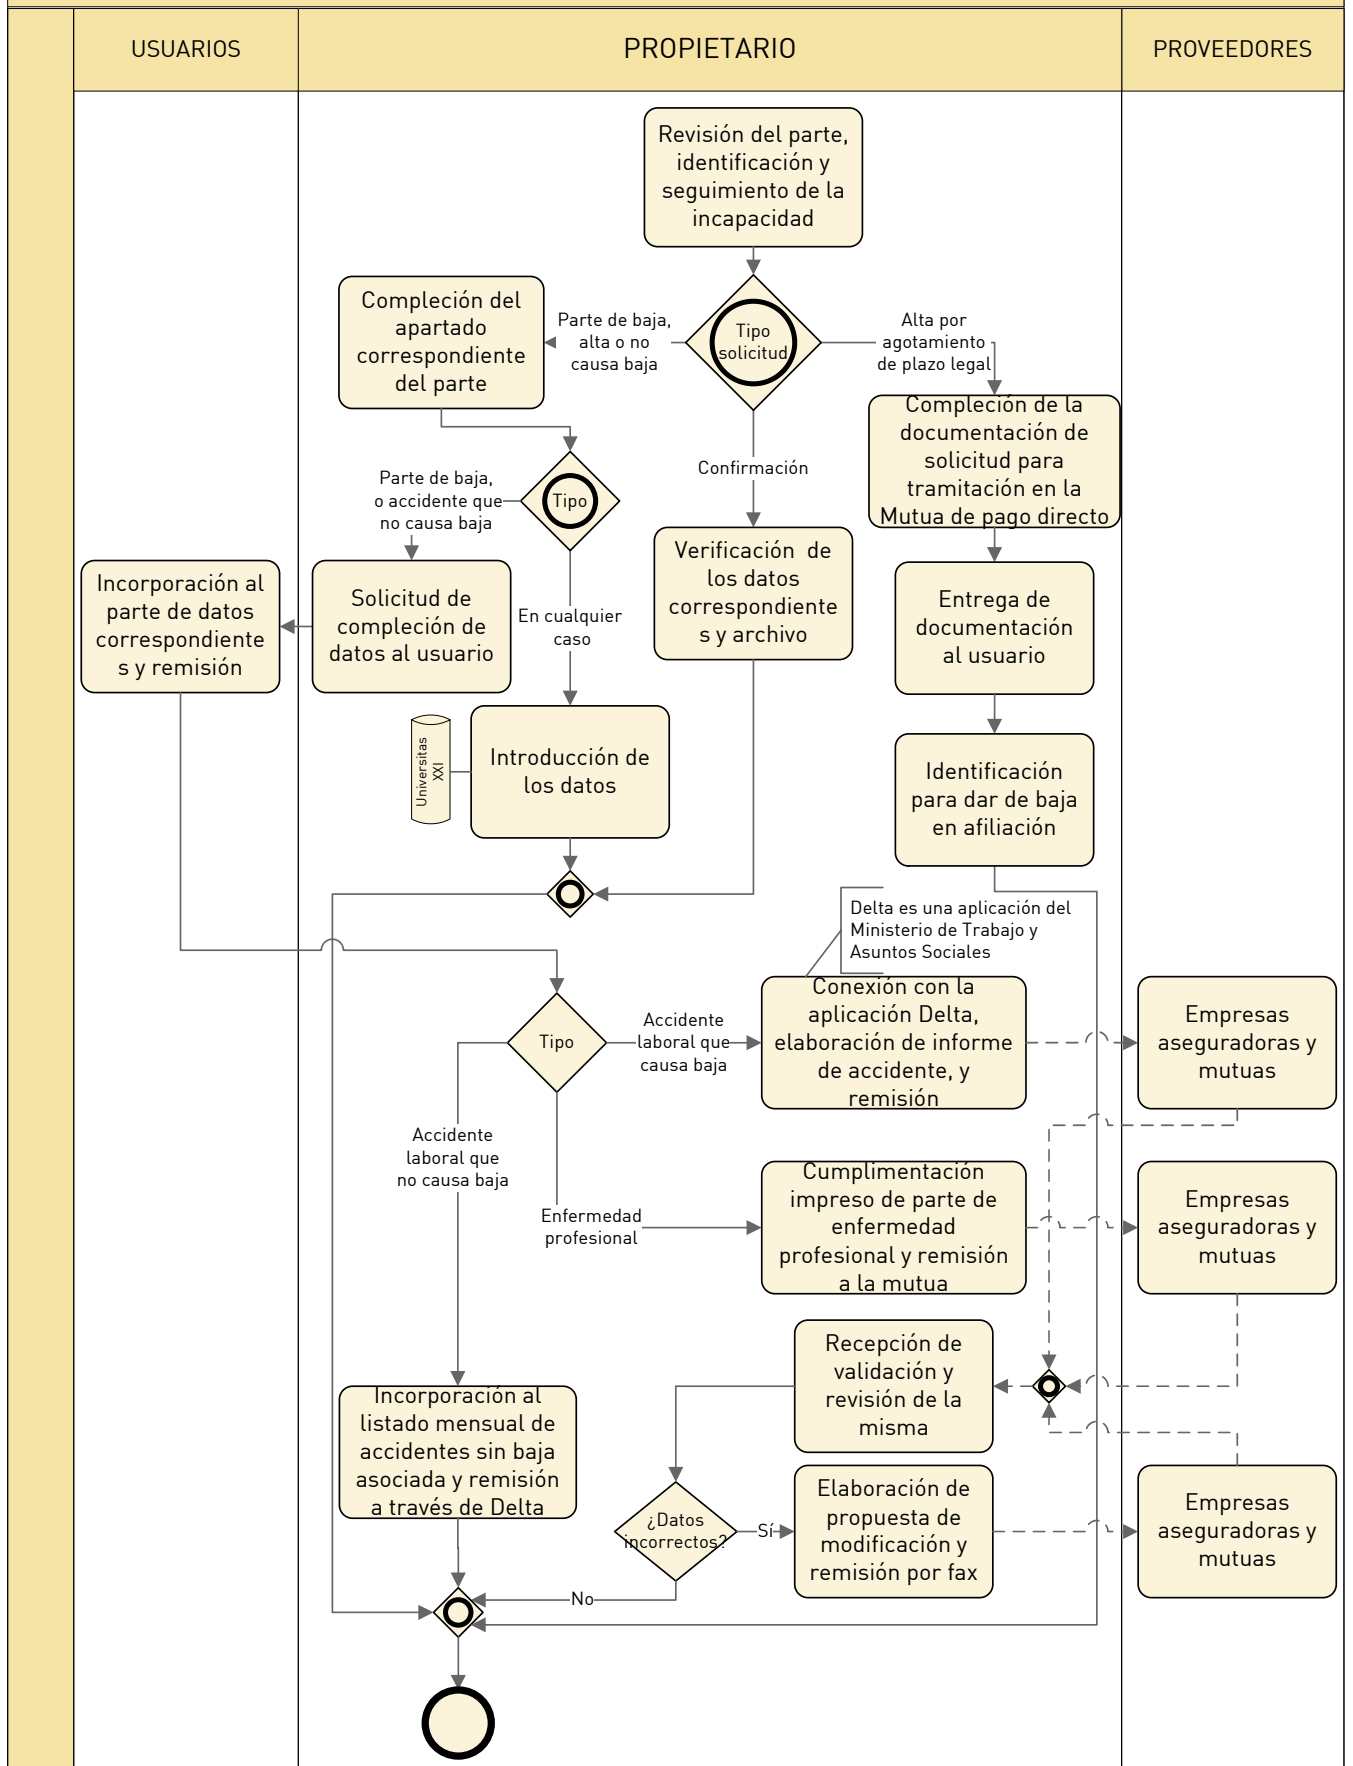 USUARIOS
PROPIETARIO
PROVEEDORES
Revisión del parte,
identificación y
seguimiento de la
incapacidad
Tipo
solicitud
Parte de baja,
alta o no
causa baja
Alta por
agotamiento
de plazo legal
Compleción del
apartado
correspondiente
del parte
Compleción de la
documentación de
solicitud para
tramitación en la
Mutua de pago directo
Confirmación
Parte de baja,
o accidente que
no causa baja
Tipo
Verificación de
los datos
correspondiente
s y archivo
Incorporación al
parte de datos
correspondiente
s y remisión
Solicitud de
compleción de
datos al usuario
En cualquier
caso
Entrega de
documentación
al usuario
Universitas
XXI
Introducción de
los datos
Identificación
para dar de baja
en afiliación
Delta es una aplicación del
Ministerio de Trabajo y
Asuntos Sociales
Tipo
Accidente
laboral que
causa baja
Conexión con la
aplicación Delta,
elaboración de informe
de accidente, y
remisión
Empresas
aseguradoras y
mutuas
Accidente
laboral que
no causa baja
Enfermedad
profesional
Cumplimentación
impreso de parte de
enfermedad
profesional y remisión
a la mutua
Empresas
aseguradoras y
mutuas
Recepción de
validación y
revisión de la
misma
Incorporación al
listado mensual de
accidentes sin baja
asociada y remisión
a través de Delta
¿Datos
incorrectos?
Sí
Elaboración de
propuesta de
modificación y
remisión por fax
Empresas
aseguradoras y
mutuas
No